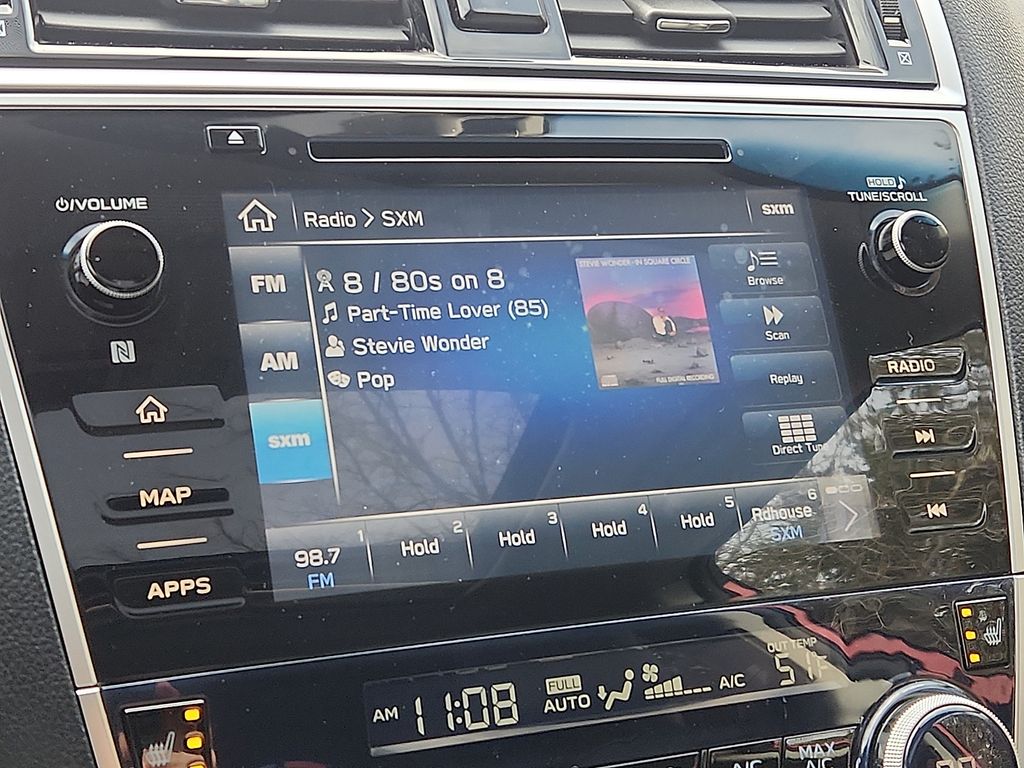 VOLUME
HOLD
TUNE/SCROLL
Radio > SXM
sxm
FM
AM
sxm
8 / 80s on 8
Part-Time Lover (85)
Stevie Wonder
Pop
STEVIE WONDER-IN SQUARE CIRCLE
FULL DIGITAL RECORDING
Browse
Scan
Replay
Direct Tun
RADIO
MAP
APPS
1
98.7
FM
2
Hold
3
Hold
4
Hold
5
Hold
6
Rdhouse
SXM
AM 11:08
FULL
AUTO
A/C
OUT TEMP
51F
A/C
MAX
A/C